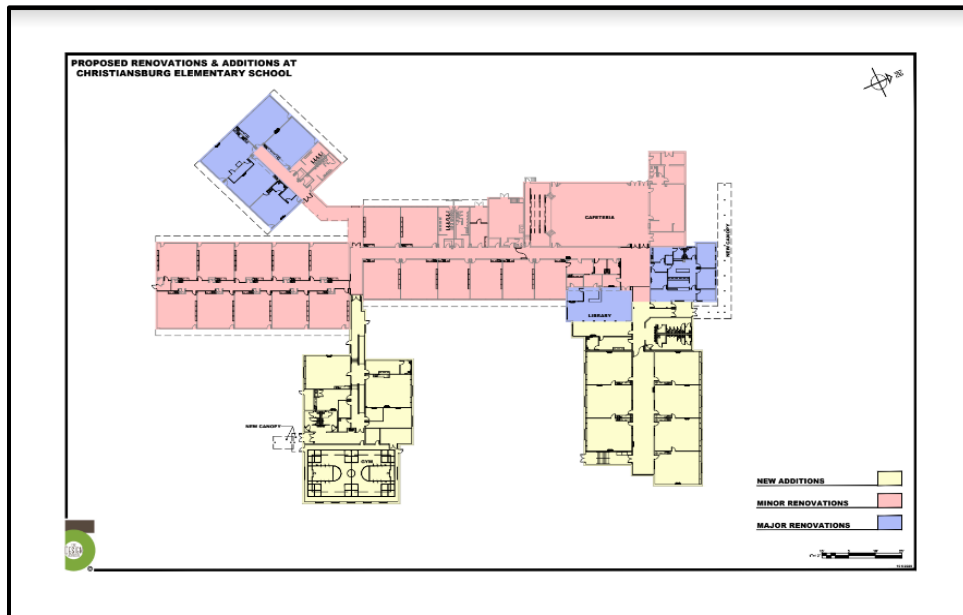 PROPOSED RENOVATIONS & ADDITIONS AT
CHRISTIANSBURG ELEMENTARY SCHOOL
CAFETERIA
NEW CANOPY
LIBRARY
NEW CANOPY
GYM
NEW ADDITIONS
MINOR RENOVATIONS
MAJOR RENOVATIONS